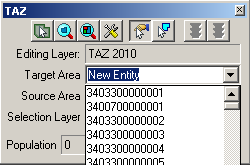 TAZ
Editing Layer: TAZ 2010
Target Area New Entity
Source Area 3403300000001
3400700000001
Selection Layer 3403300000002
3403300000003
Population 0 3403300000004
3403300000005